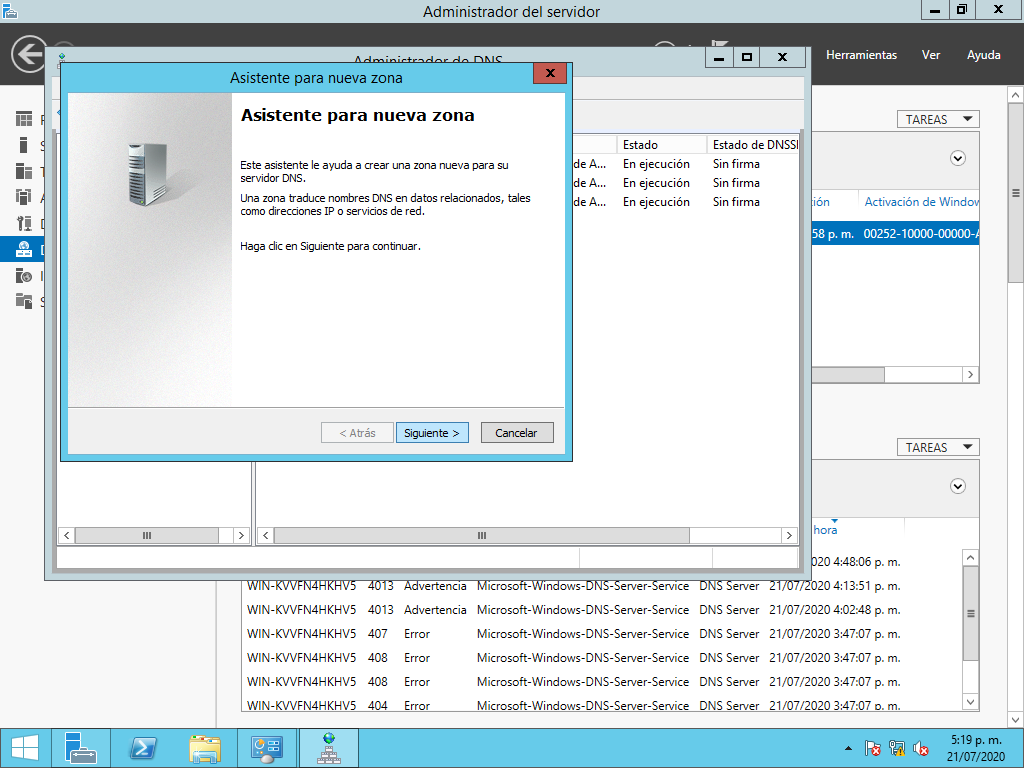 Administrador del servidor
Herramientas Ver Ayuda
Asistente para nueva zona
Asistente para nueva zona
Este asistente le ayuda a crear una zona nueva para su
servidor DNS.
Una zona traduce nombres DNS en datos relacionados, tales
como direcciones IP o servicios de red.
Haga clic en Siguiente para continuar.
< Atrás Siguiente > Cancelar
Estado Estado de DNSSI
de A... En ejecución Sin firma
de A... En ejecución Sin firma
de A... En ejecución Sin firma
TAREAS
ión Activación de Window
58 p. m. 00252-10000-00000-A
TAREAS
hora
020 4:48:06 p. m.
WIN-KVVFN4HKHV5 4013 Advertencia Microsoft-Windows-DNS-Server-Service DNS Server 21/07/2020 4:13:51 p. m.
WIN-KVVFN4HKHV5 4013 Advertencia Microsoft-Windows-DNS-Server-Service DNS Server 21/07/2020 4:02:48 p. m.
WIN-KVVFN4HKHV5 407 Error Microsoft-Windows-DNS-Server-Service DNS Server 21/07/2020 3:47:07 p. m.
WIN-KVVFN4HKHV5 408 Error Microsoft-Windows-DNS-Server-Service DNS Server 21/07/2020 3:47:07 p. m.
WIN-KVVFN4HKHV5 408 Error Microsoft-Windows-DNS-Server-Service DNS Server 21/07/2020 3:47:07 p. m.
WIN-KVVFN4HKHV5 404 Error Microsoft-Windows-DNS-Server-Service DNS Server 21/07/2020 3:47:07 p. m.
5:19 p. m.
21/07/2020